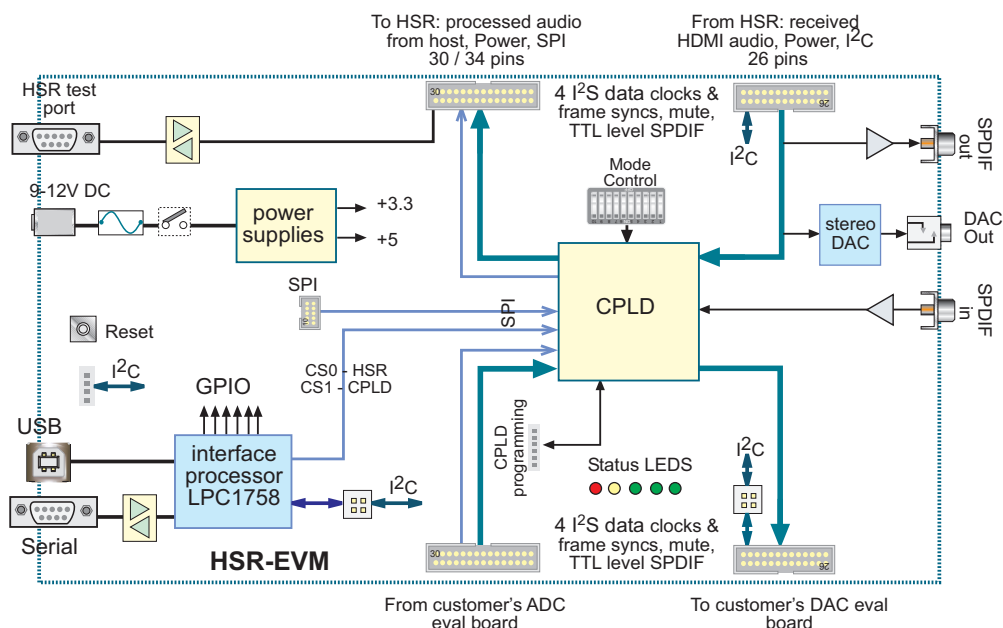 To HSR: processed audio
from host, Power, SPI
30 / 34 pins
From HSR: received
HDMI audio, Power, I²C
26 pins
HSR test
port
30
4 I²S data clocks &
frame syncs, mute,
TTL level SPDIF
26
I²C
SPDIF
out
9-12V DC
power
supplies
+3.3
+5
Mode
Control
stereo
DAC
DAC
Out
SPI
SPI
CPLD
SPDIF
in
Reset
I²C
CS0 - HSR
CS1 - CPLD
GPIO
USB
interface
processor
LPC1758
I²C
CPLD
programming
Status LEDS
I²C
Serial
HSR-EVM
30
4 I²S data clocks &
frame syncs, mute,
TTL level SPDIF
26
From customer's ADC
eval board
To customer's DAC eval
board